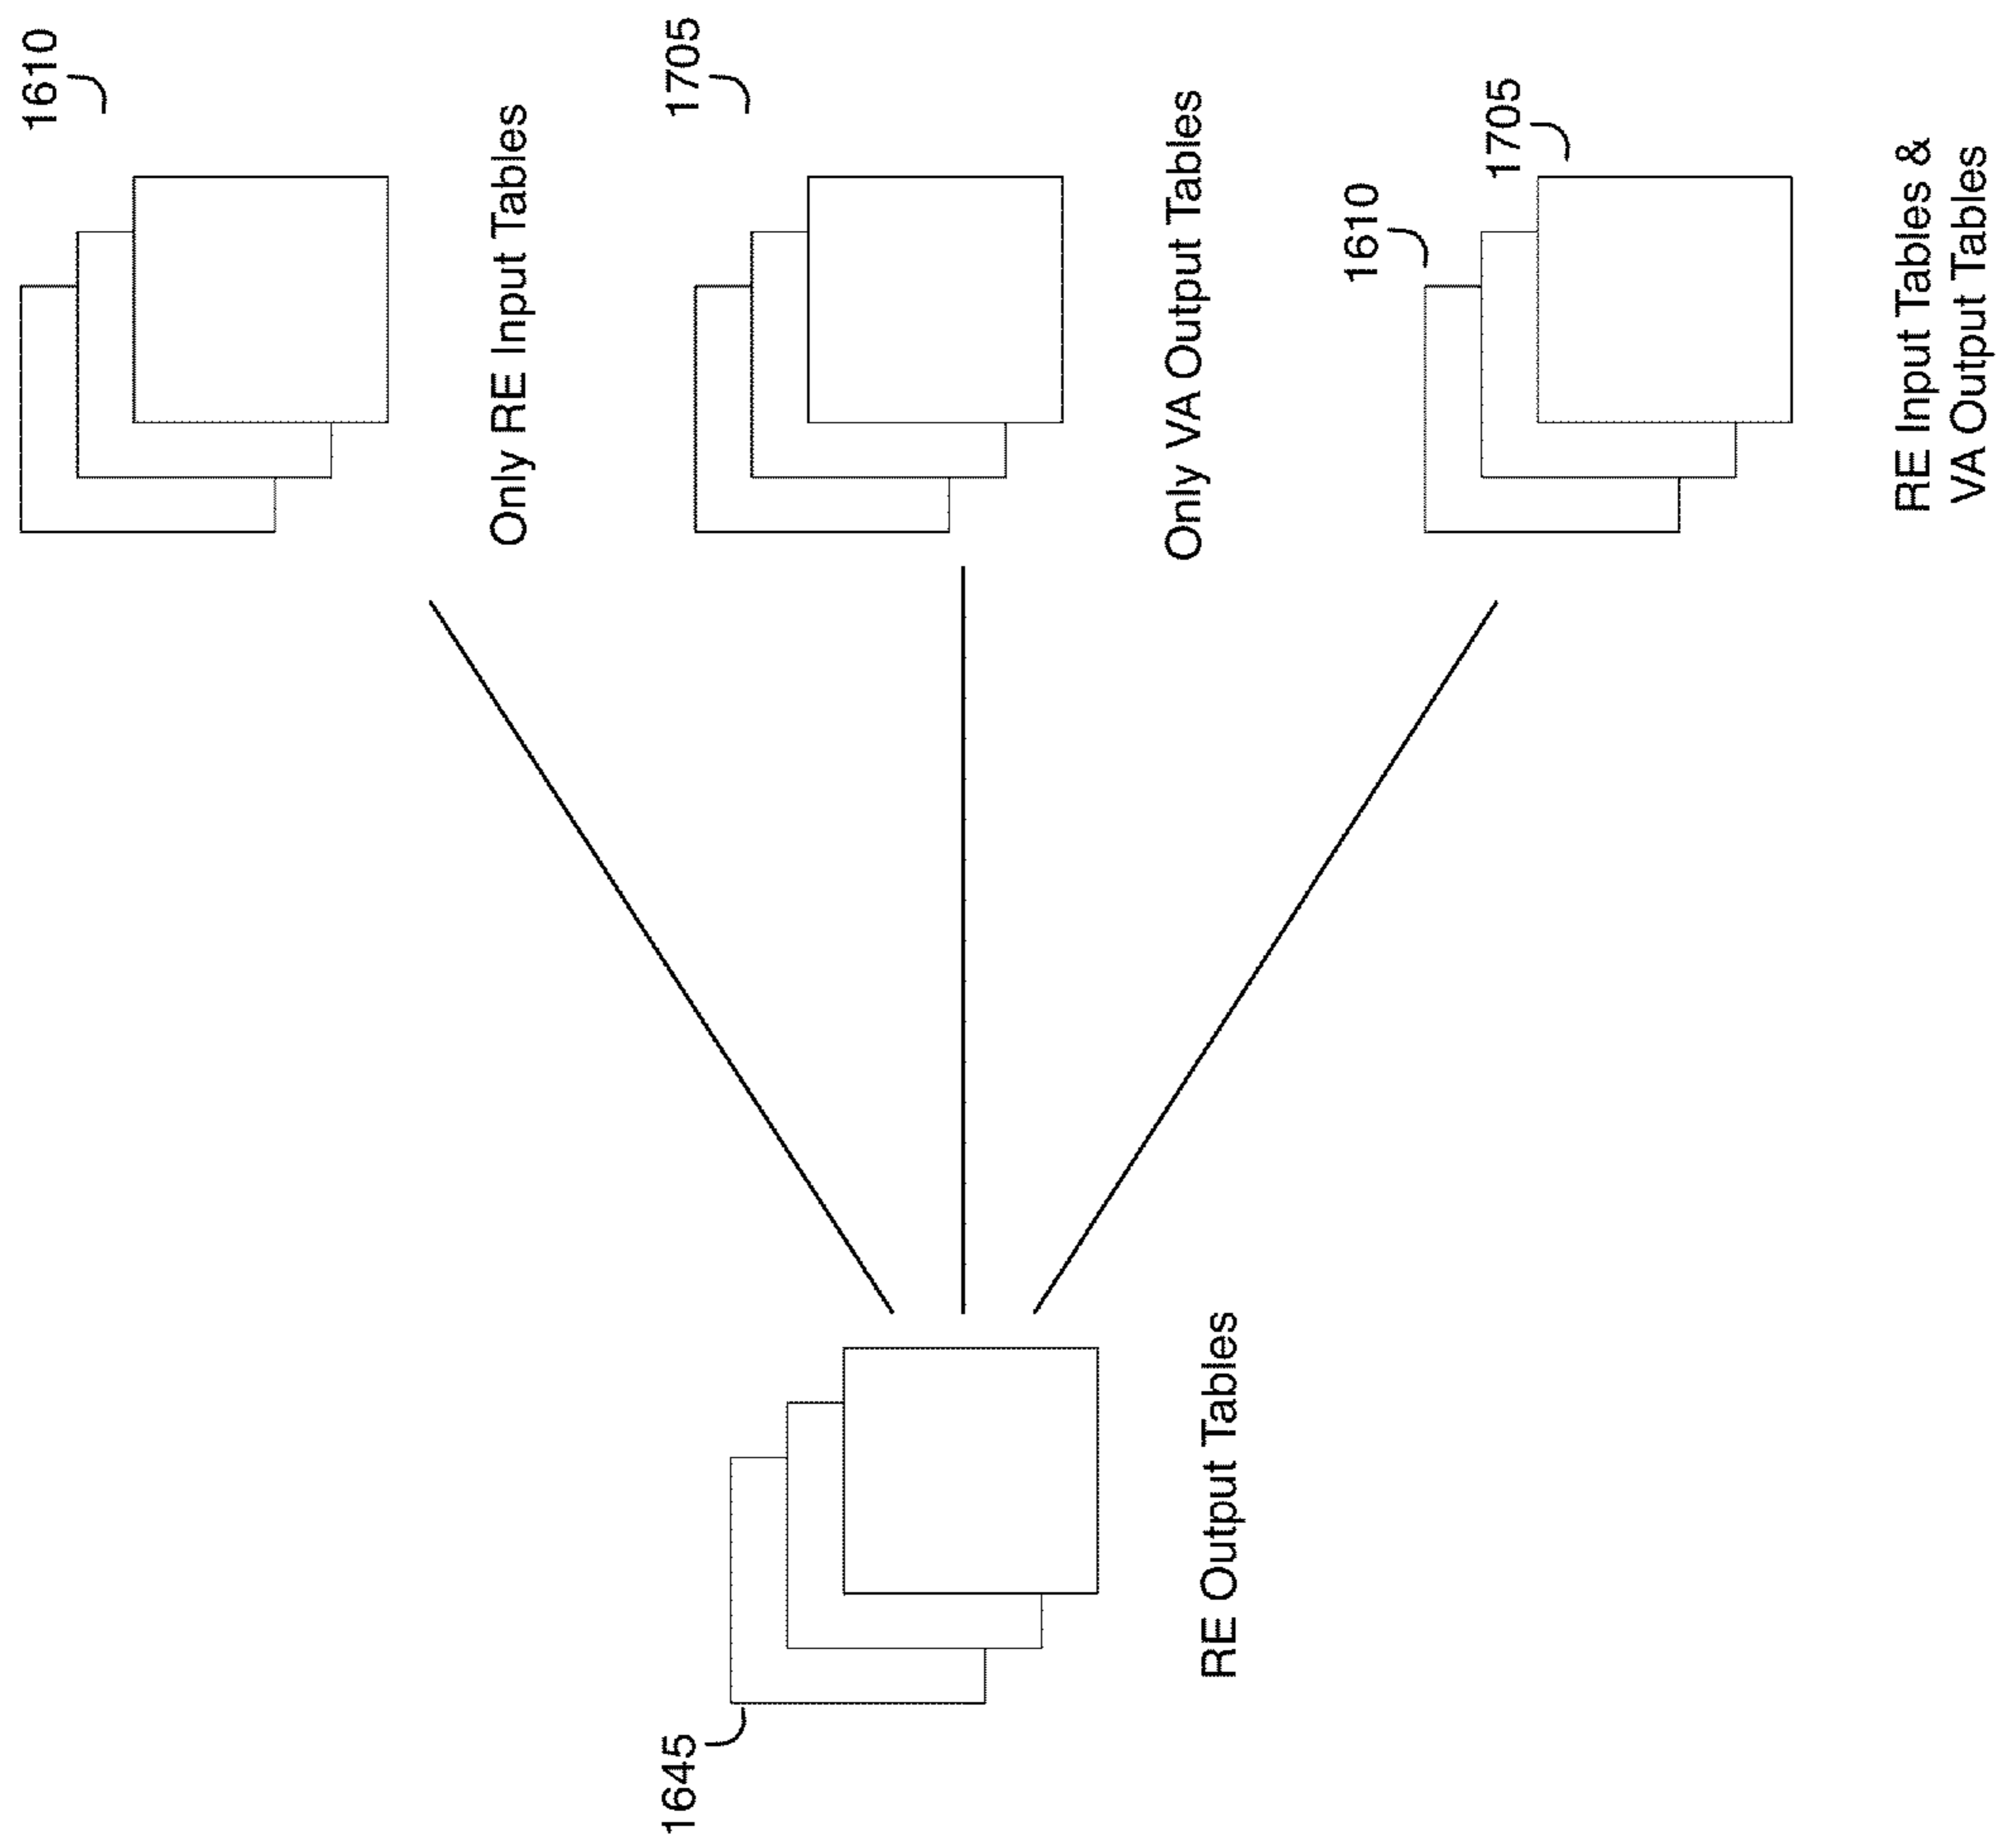 1610
Only RE Input Tables
1645
1705
Only VA Output Tables
RE Output Tables
1610
1705
RE Input Tables &
VA Output Tables